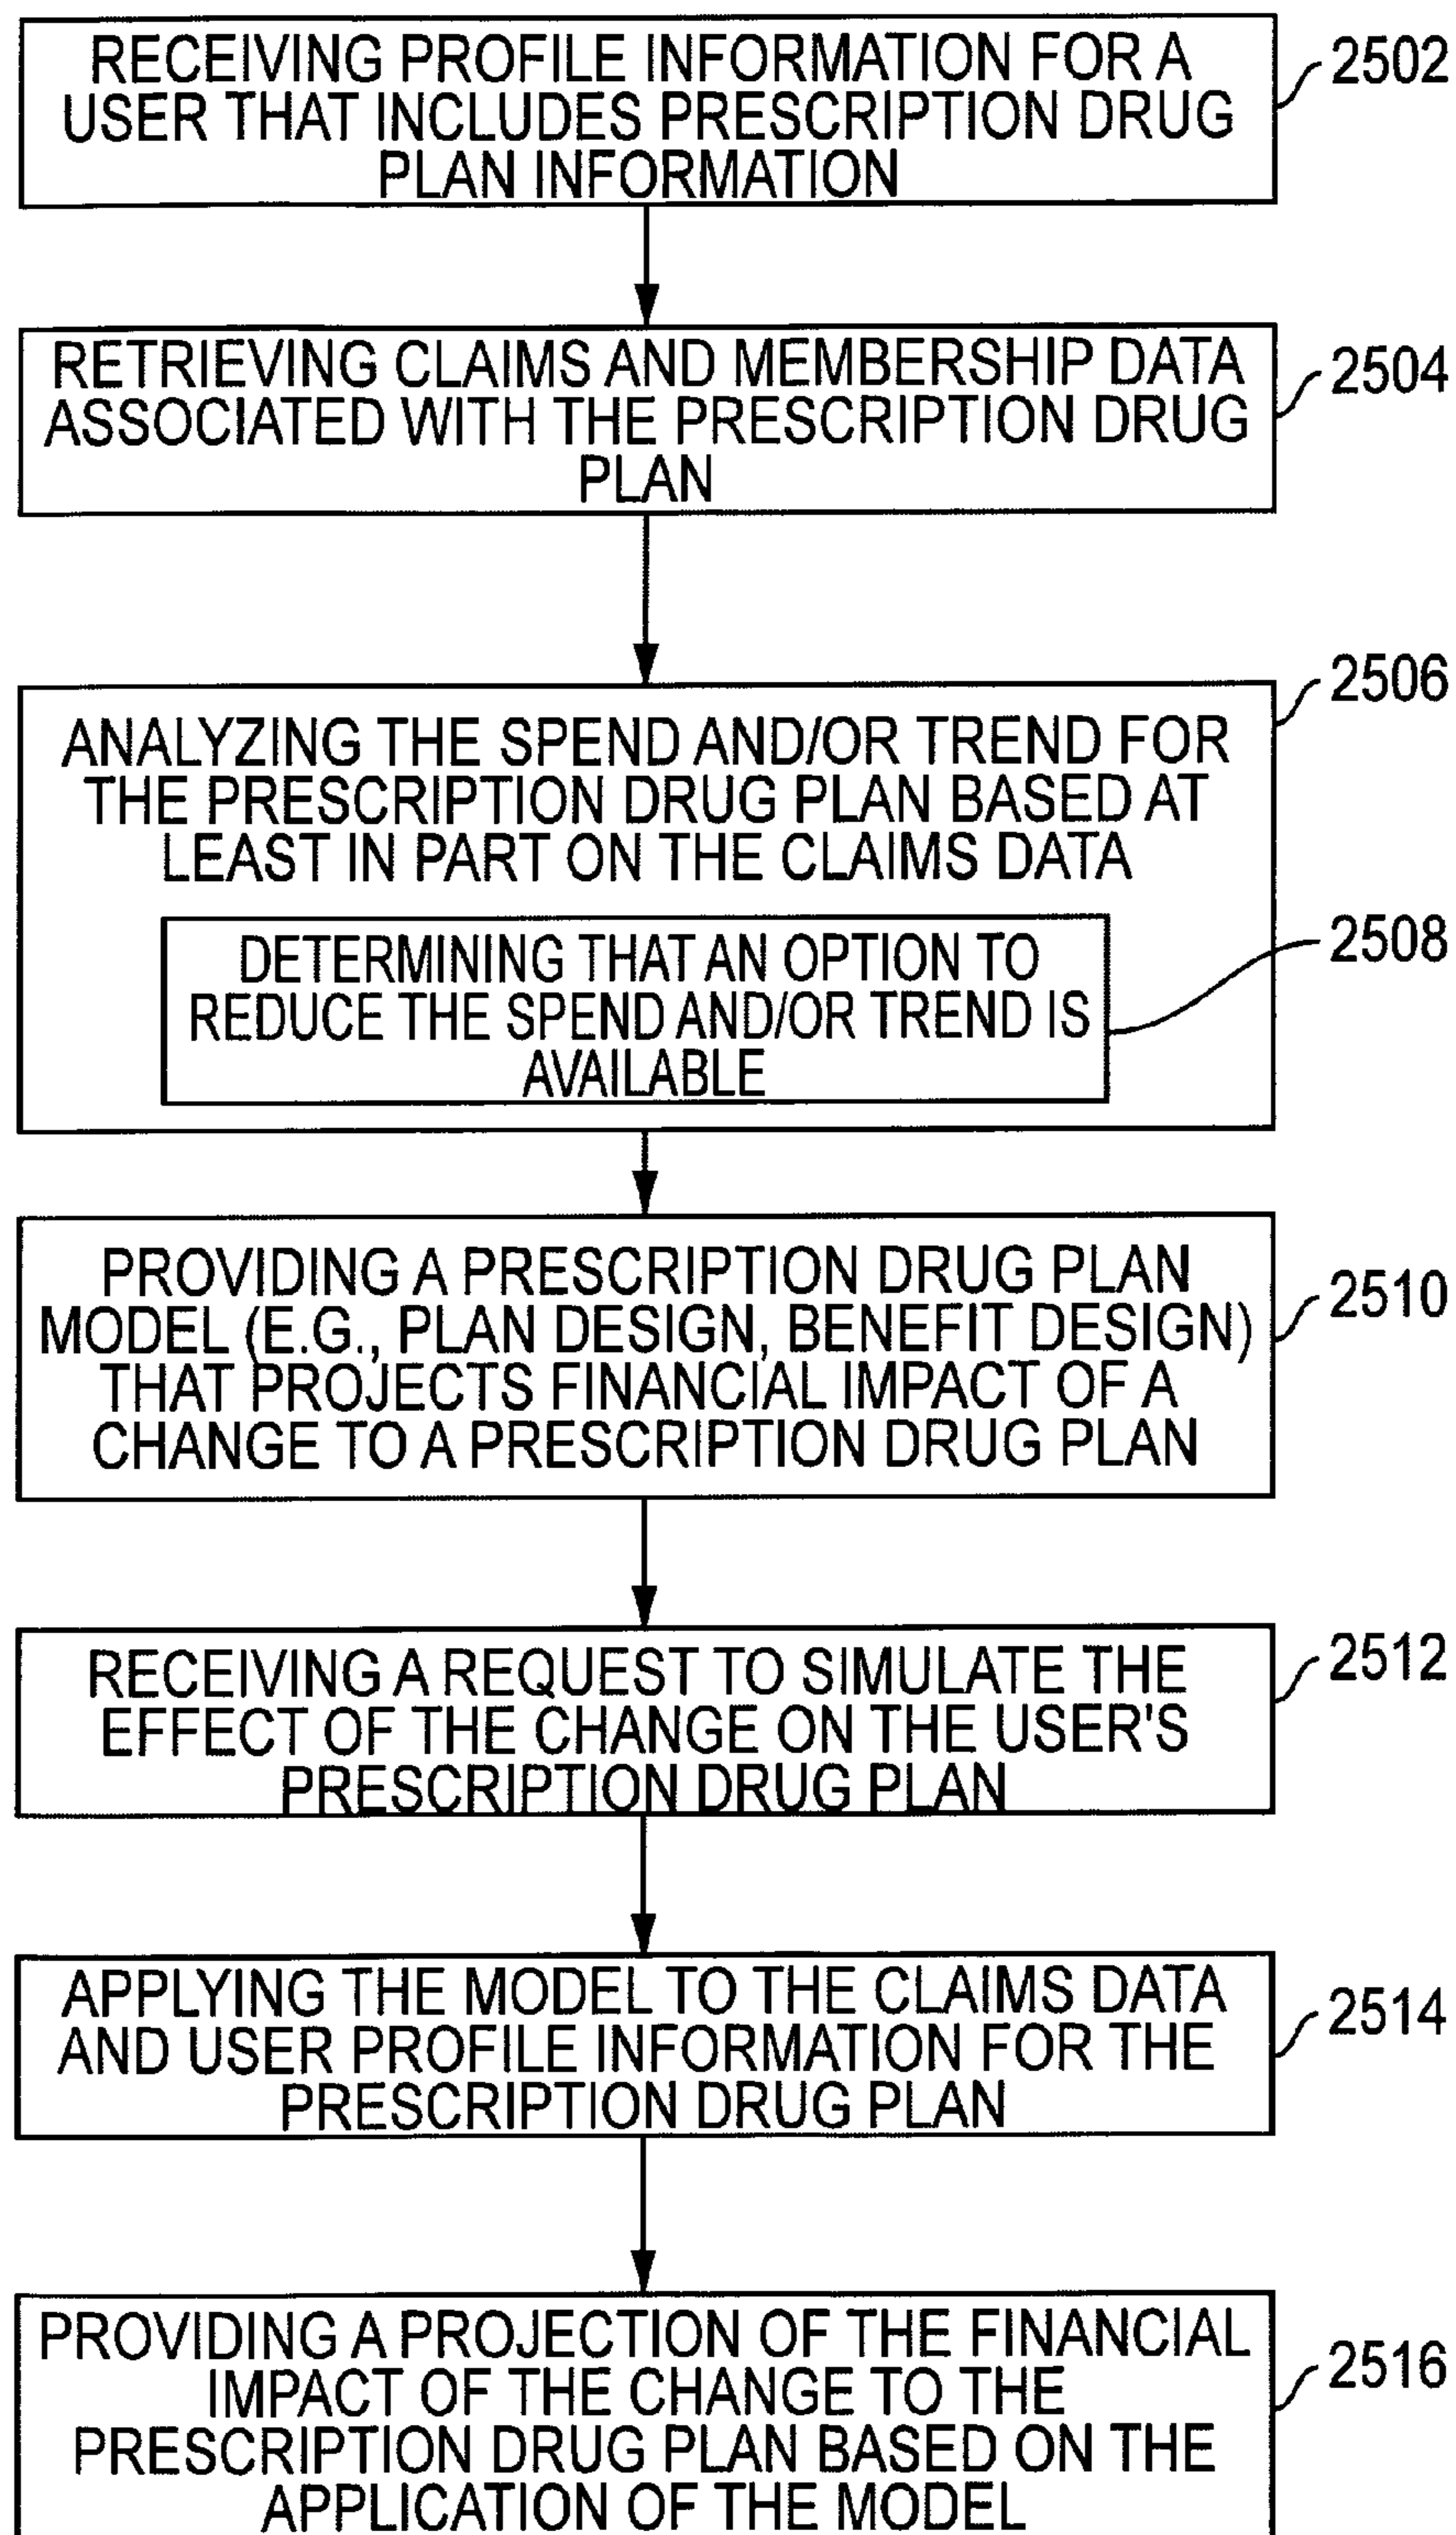 RECEIVING PROFILE INFORMATION FOR A
USER THAT INCLUDES PRESCRIPTION DRUG
PLAN INFORMATION
2502
RETRIEVING CLAIMS AND MEMBERSHIP DATA
ASSOCIATED WITH THE PRESCRIPTION DRUG
PLAN
2504
ANALYZING THE SPEND AND/OR TREND FOR
THE PRESCRIPTION DRUG PLAN BASED AT
LEAST IN PART ON THE CLAIMS DATA
2506
DETERMINING THAT AN OPTION TO
REDUCE THE SPEND AND/OR TREND IS
AVAILABLE
2508
PROVIDING A PRESCRIPTION DRUG PLAN
MODEL (E.G., PLAN DESIGN, BENEFIT DESIGN)
THAT PROJECTS FINANCIAL IMPACT OF A
CHANGE TO A PRESCRIPTION DRUG PLAN
2510
RECEIVING A REQUEST TO SIMULATE THE
EFFECT OF THE CHANGE ON THE USER'S
PRESCRIPTION DRUG PLAN
2512
APPLYING THE MODEL TO THE CLAIMS DATA
AND USER PROFILE INFORMATION FOR THE
PRESCRIPTION DRUG PLAN
2514
PROVIDING A PROJECTION OF THE FINANCIAL
IMPACT OF THE CHANGE TO THE
PRESCRIPTION DRUG PLAN BASED ON THE
APPLICATION OF THE MODEL
2516